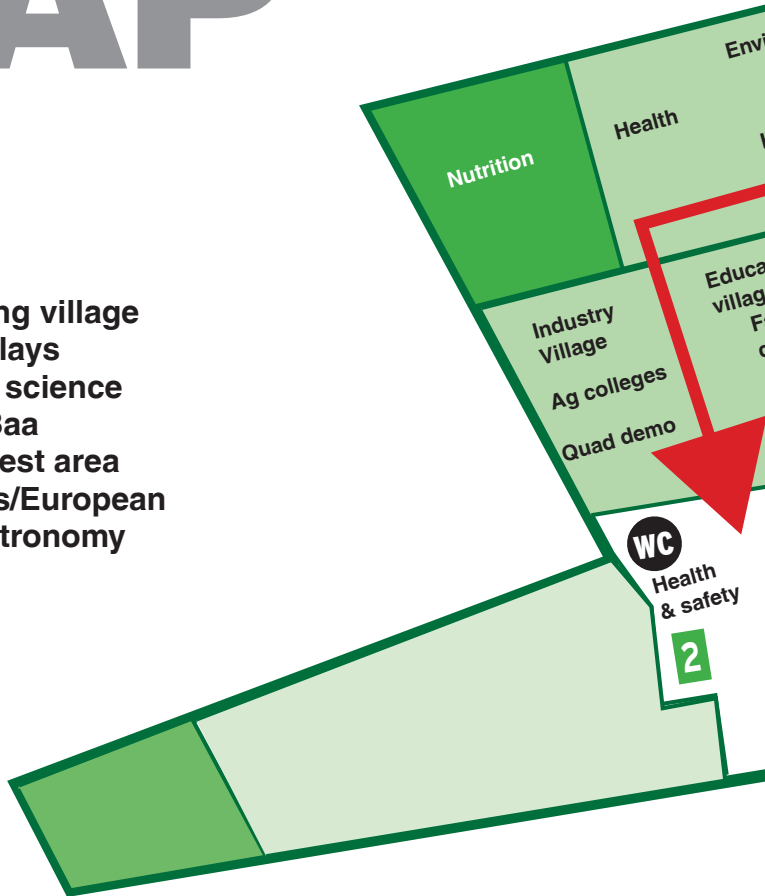 AP
ng village
lays
science
Baa
est area
s/European
tronomy
Envi
Health
Nutrition
Educa
villag
F
Industry
Village
Ag colleges
Quad demo
WC
Health
& safety
2